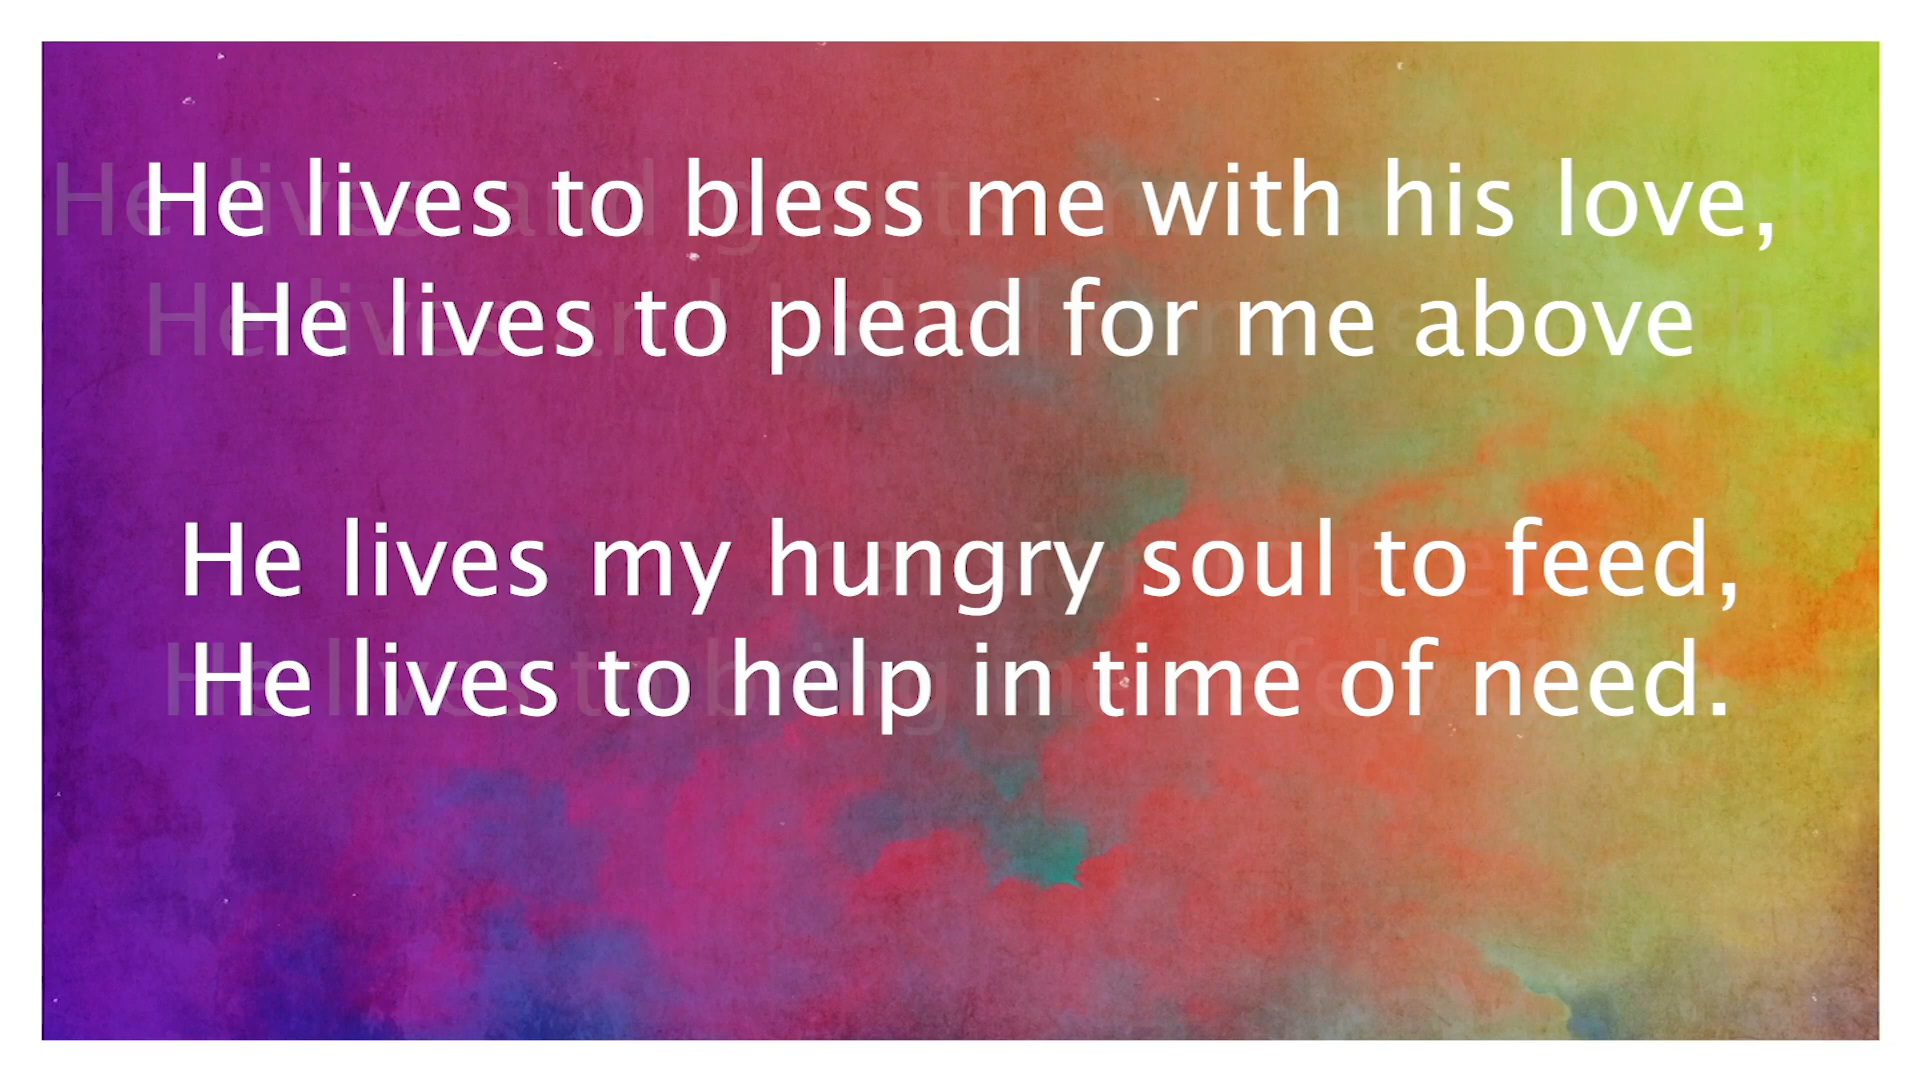 He lives to bless me with his love,
He lives to plead for me above
He lives my hungry soul to feed,
He lives to help in time of need.